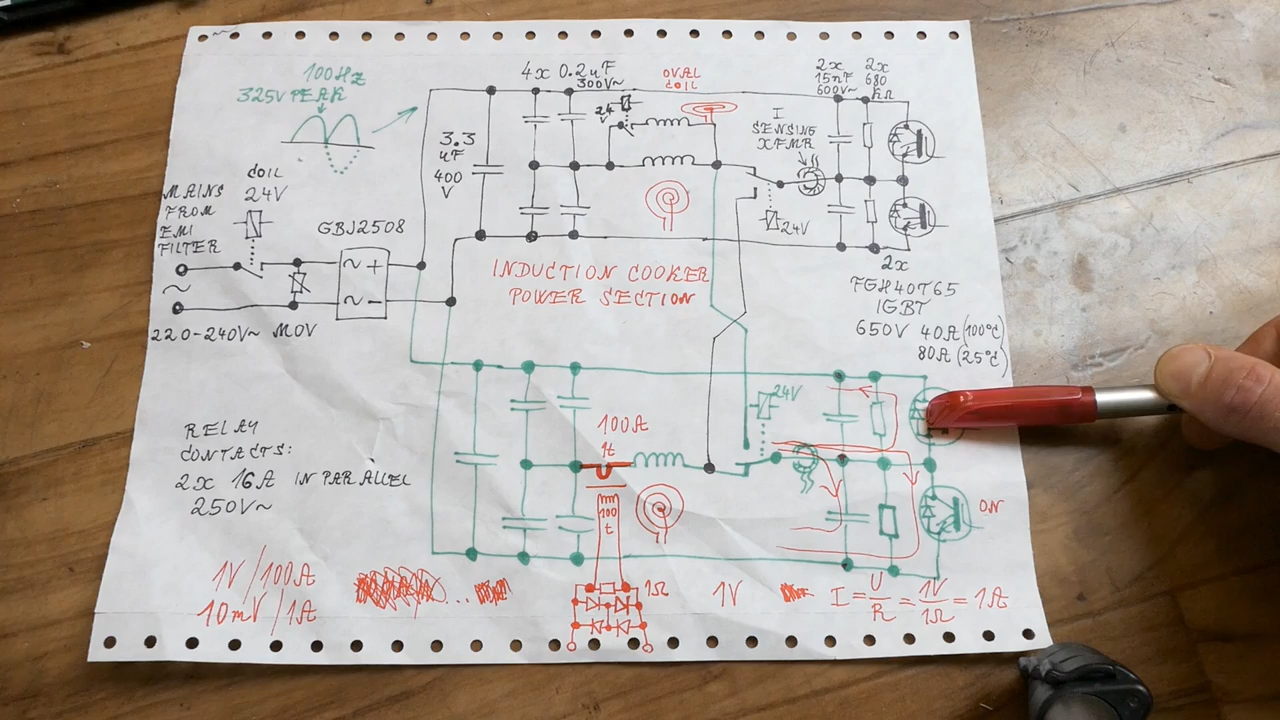 100HZ
325V PEAK
COIL
24V
MAINS
FROM
EMI
FILTER
~
220-240V~ MOV
GBJ2508
~ +
~ -
3.3
uF
400
V
4x 0.2uF
300V~
24
OVAL
COIL
I
SENSING
XFMR
24V
2x
15nF
600V~
2x
680
kΩ
2x
FGH40T65
IGBT
650V 40A (100°C)
80A (25°C)
INDUCTION COOKER
POWER SECTION
24V
100A
1t
100
t
ON
RELAY
CONTACTS:
2x 16A IN PARALLEL
250V~
1V/100A
10mV/1A
...
1Ω
1V
I = U/R = 1V/1Ω = 1A